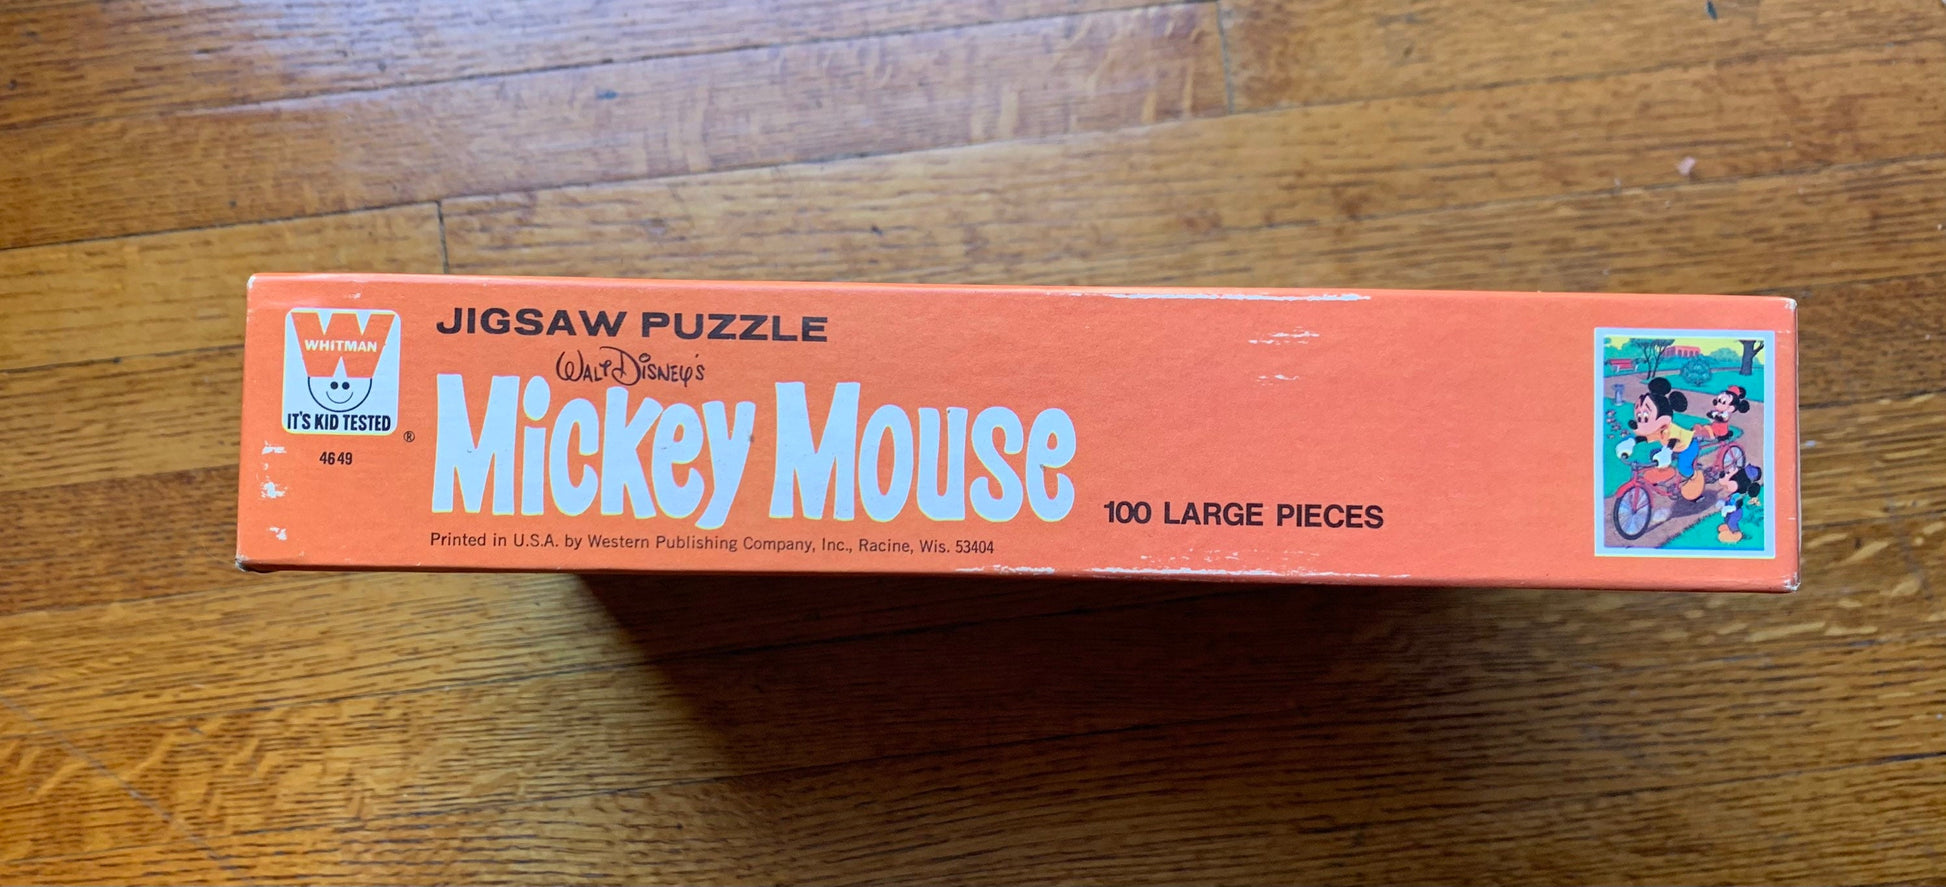 WHITMAN
IT'S KID TESTED
®
4649
JIGSAW PUZZLE
WALT DISNEY'S
MICKEY MOUSE
100 LARGE PIECES
Printed in U.S.A. by Western Publishing Company, Inc., Racine, Wis. 53404